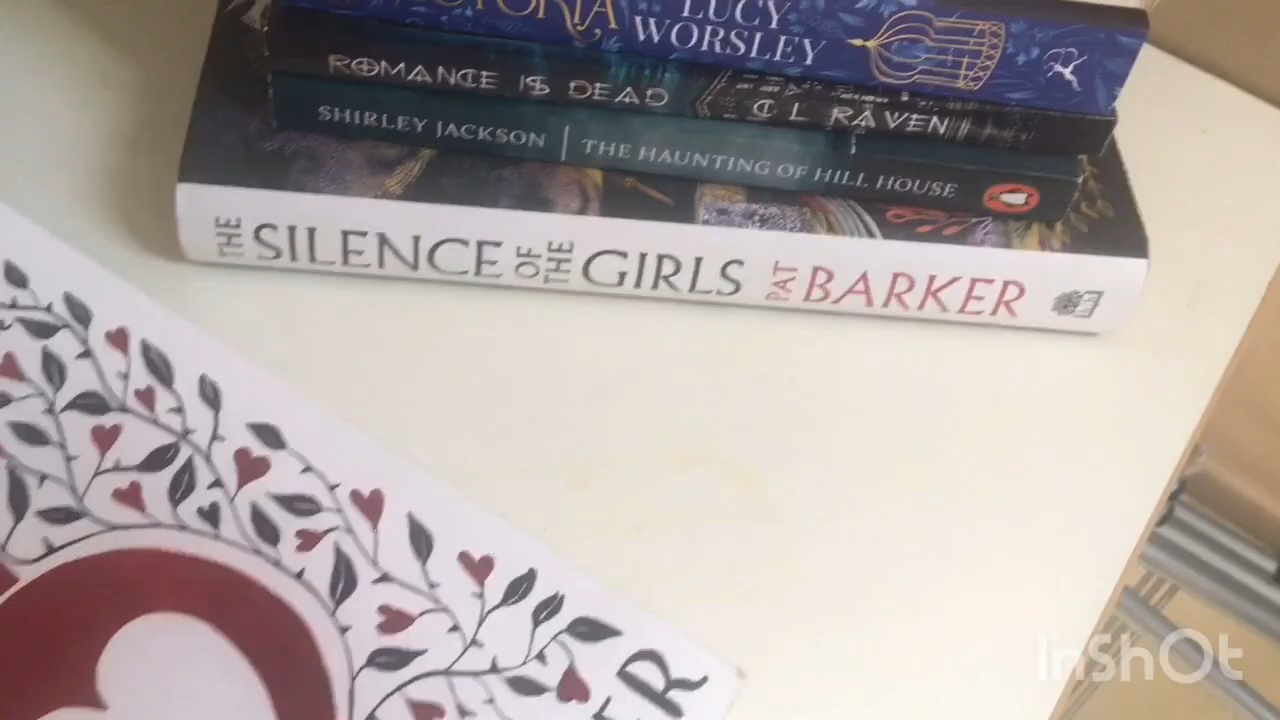 VICTORIA LUCY WORSLEY
ROMANCE IS DEAD C L RAVEN
SHIRLEY JACKSON | THE HAUNTING OF HILL HOUSE
THE SILENCE OF THE GIRLS PAT BARKER
InShOt